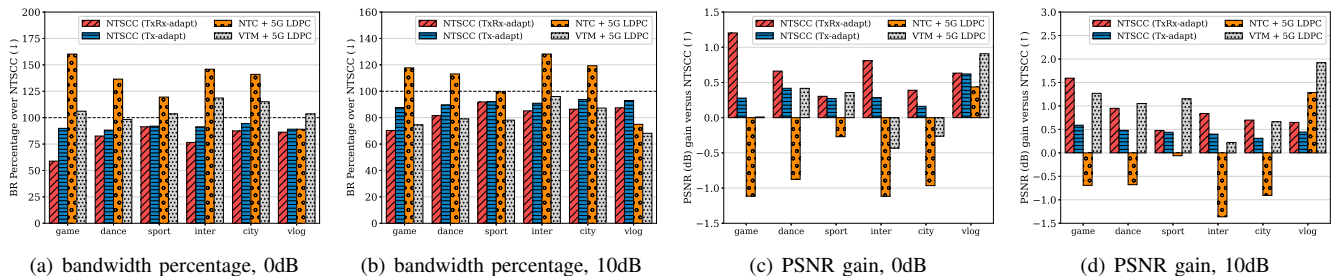 BR Percentage over NTSCC (↓)
200
175
150
125
100
75
50
25
0
NTSCC (TxRx-adapt)
NTSCC (Tx-adapt)
NTC + 5G LDPC
VTM + 5G LDPC
game dance sport inter city vlog
(a) bandwidth percentage, 0dB
BR Percentage over NTSCC (↓)
160
140
120
100
80
60
40
20
0
NTSCC (TxRx-adapt)
NTSCC (Tx-adapt)
NTC + 5G LDPC
VTM + 5G LDPC
game dance sport inter city vlog
(b) bandwidth percentage, 10dB
PSNR (dB) gain versus NTSCC (↑)
1.5
1.0
0.5
0.0
−0.5
−1.0
−1.5
NTSCC (TxRx-adapt)
NTSCC (Tx-adapt)
NTC + 5G LDPC
VTM + 5G LDPC
game dance sport inter city vlog
(c) PSNR gain, 0dB
PSNR (dB) gain versus NTSCC (↑)
3.0
2.5
2.0
1.5
1.0
0.5
0.0
−0.5
−1.0
−1.5
NTSCC (TxRx-adapt)
NTSCC (Tx-adapt)
NTC + 5G LDPC
VTM + 5G LDPC
game dance sport inter city vlog
(d) PSNR gain, 10dB